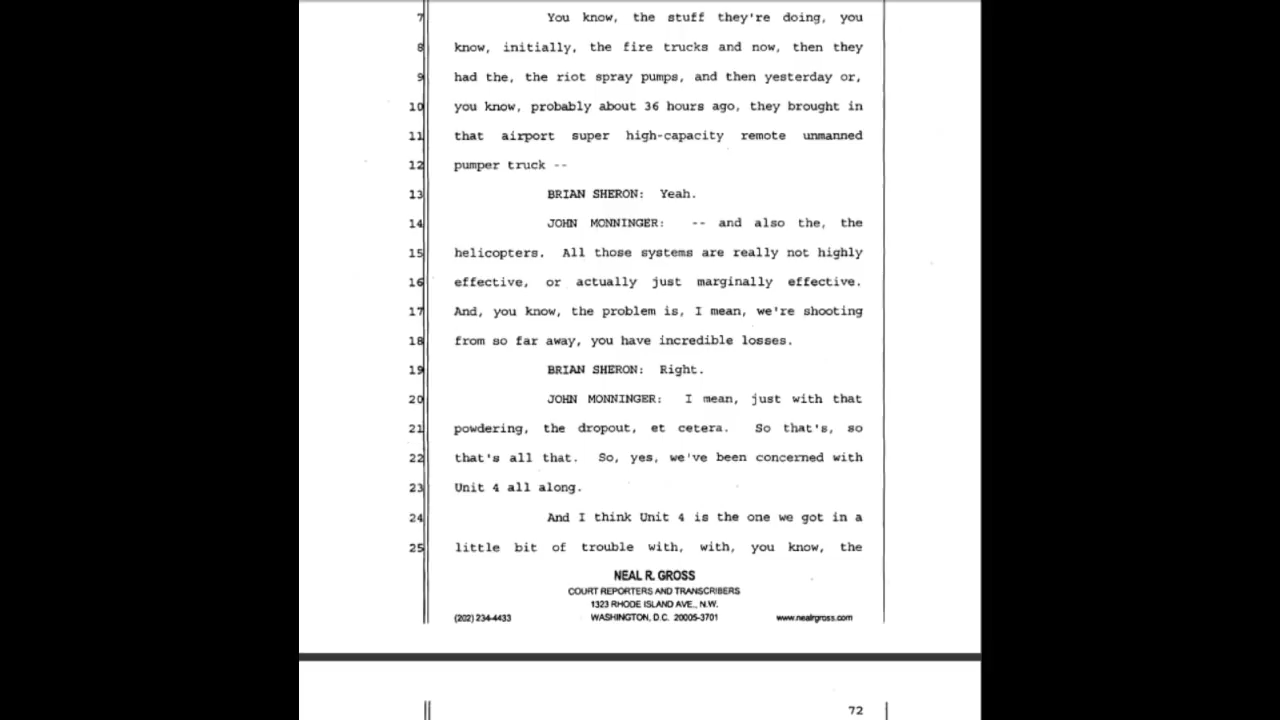 7 You know, the stuff they're doing, you
8 know, initially, the fire trucks and now, then they
9 had the, the riot spray pumps, and then yesterday or,
10 you know, probably about 36 hours ago, they brought in
11 that airport super high-capacity remote unmanned
12 pumper truck --
13 BRIAN SHERON: Yeah.
14 JOHN MONNINGER: -- and also the, the
15 helicopters. All those systems are really not highly
16 effective, or actually just marginally effective.
17 And, you know, the problem is, I mean, we're shooting
18 from so far away, you have incredible losses.
19 BRIAN SHERON: Right.
20 JOHN MONNINGER: I mean, just with that
21 powdering, the dropout, et cetera. So that's, so
22 that's all that. So, yes, we've been concerned with
23 Unit 4 all along.
24 And I think Unit 4 is the one we got in a
25 little bit of trouble with, with, you know, the
NEAL R. GROSS
COURT REPORTERS AND TRANSCRIBERS
1323 RHODE ISLAND AVE., N.W.
(202) 234-4433 WASHINGTON, D.C. 20005-3701 www.nealrgross.com
72